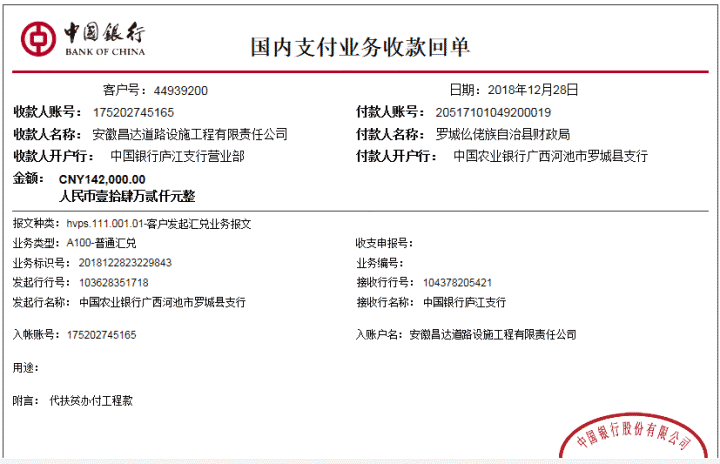 中国银行
BANK OF CHINA
国内支付业务收款回单
客户号：44939200 日期：2018年12月28日
收款人账号：175202745165 付款人账号：20517101049200019
收款人名称：安徽昌达道路设施工程有限责任公司 付款人名称：罗城仫佬族自治县财政局
收款人开户行：中国银行庐江支行营业部 付款人开户行：中国农业银行广西河池市罗城县支行
金额：CNY142,000.00
人民币壹拾肆万贰仟元整
报文种类：hvps.111.001.01-客户发起汇兑业务报文
业务类型：A100-普通汇兑 收支申报号：
业务标识号：2018122823229843 业务编号：
发起行行号：103628351718 接收行行号：104378205421
发起行名称：中国农业银行广西河池市罗城县支行 接收行名称：中国银行庐江支行
入帐账号：175202745165 入账户名：安徽昌达道路设施工程有限责任公司
用途：
附言：代扶贫办付工程款
中国银行股份有限公司